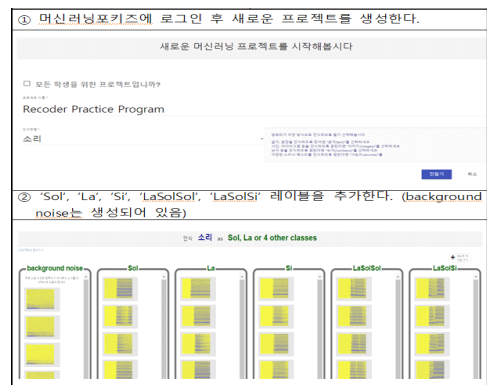 ① 머신러닝포키즈에 로그인 후 새로운 프로젝트를 생성한다.
새로운 머신러닝 프로젝트를 시작해봅시다
모든 학생을 위한 프로젝트입니까?
Recoder Practice Program
소리
만들기 취소
② 'Sol', 'La', 'Si', 'LaSolSol', 'LaSolSi' 레이블을 추가한다. (background
noise는 생성되어 있음)
인식 소리 as Sol, La or 4 other classes
background noise Sol La Si LaSolSol LaSolSi